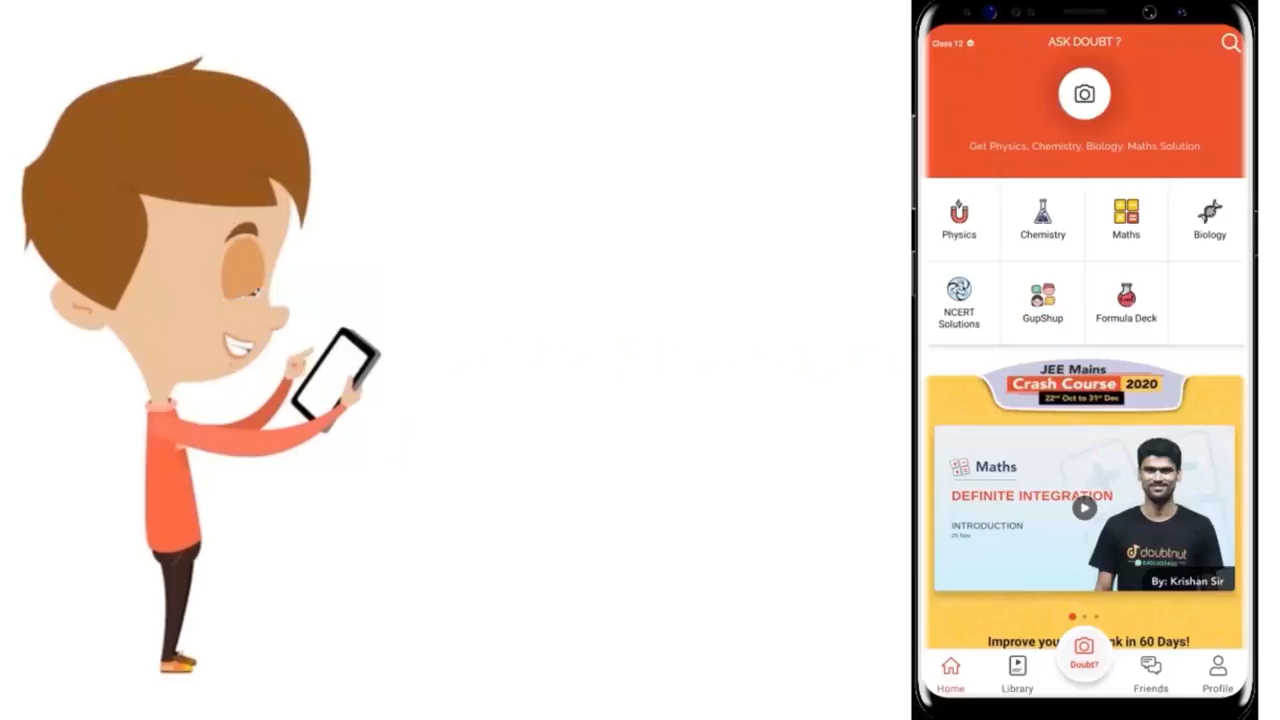 Class 12
ASK DOUBT ?
Get Physics, Chemistry, Biology, Maths Solution
Physics
Chemistry
Maths
Biology
NCERT
Solutions
GupShup
Formula Deck
JEE Mains
Crash Course 2020
22nd Oct to 31st Dec
Maths
DEFINITE INTEGRATION
INTRODUCTION
doubtnut
By: Krishan Sir
Improve you nk in 60 Days!
Doubt?
Home
Library
Friends
Profile